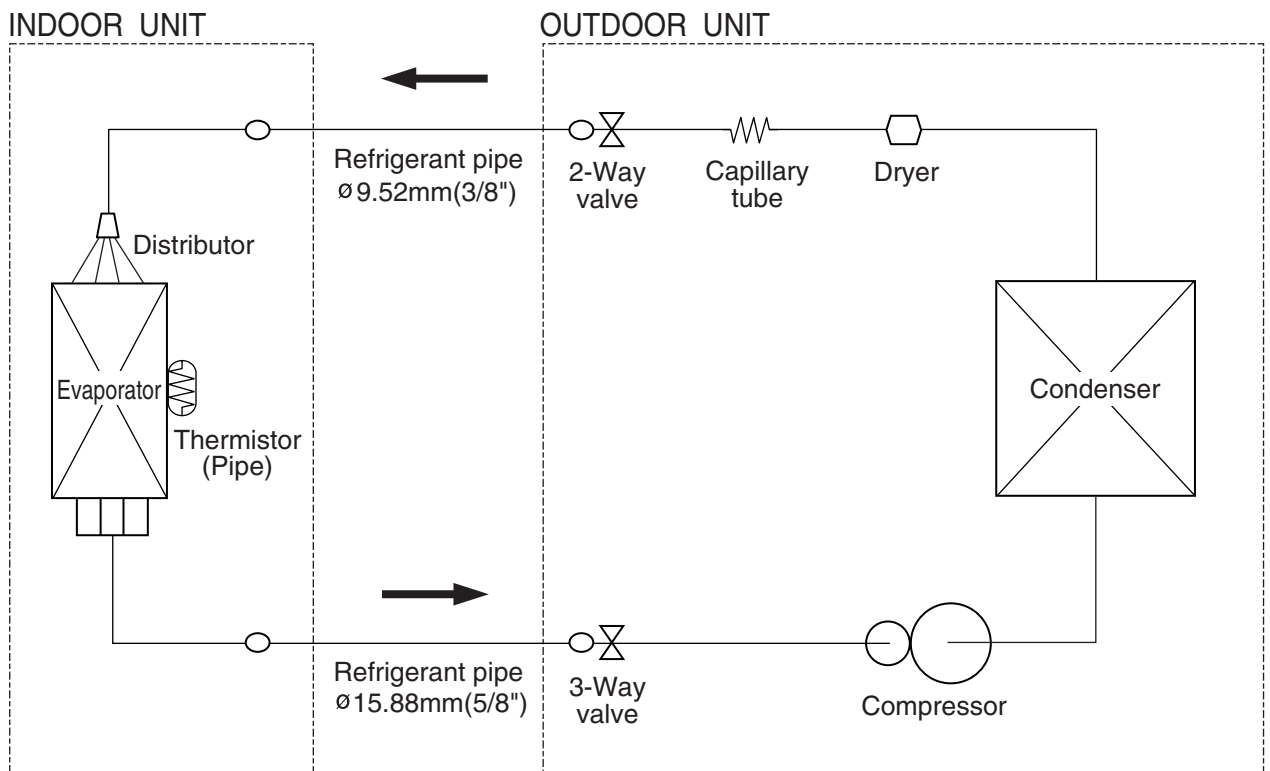 INDOOR UNIT
OUTDOOR UNIT
Refrigerant pipe
ø9.52mm(3/8")
2-Way
valve
Capillary
tube
Dryer
Distributor
Evaporator
Thermistor
(Pipe)
Condenser
Refrigerant pipe
ø15.88mm(5/8")
3-Way
valve
Compressor